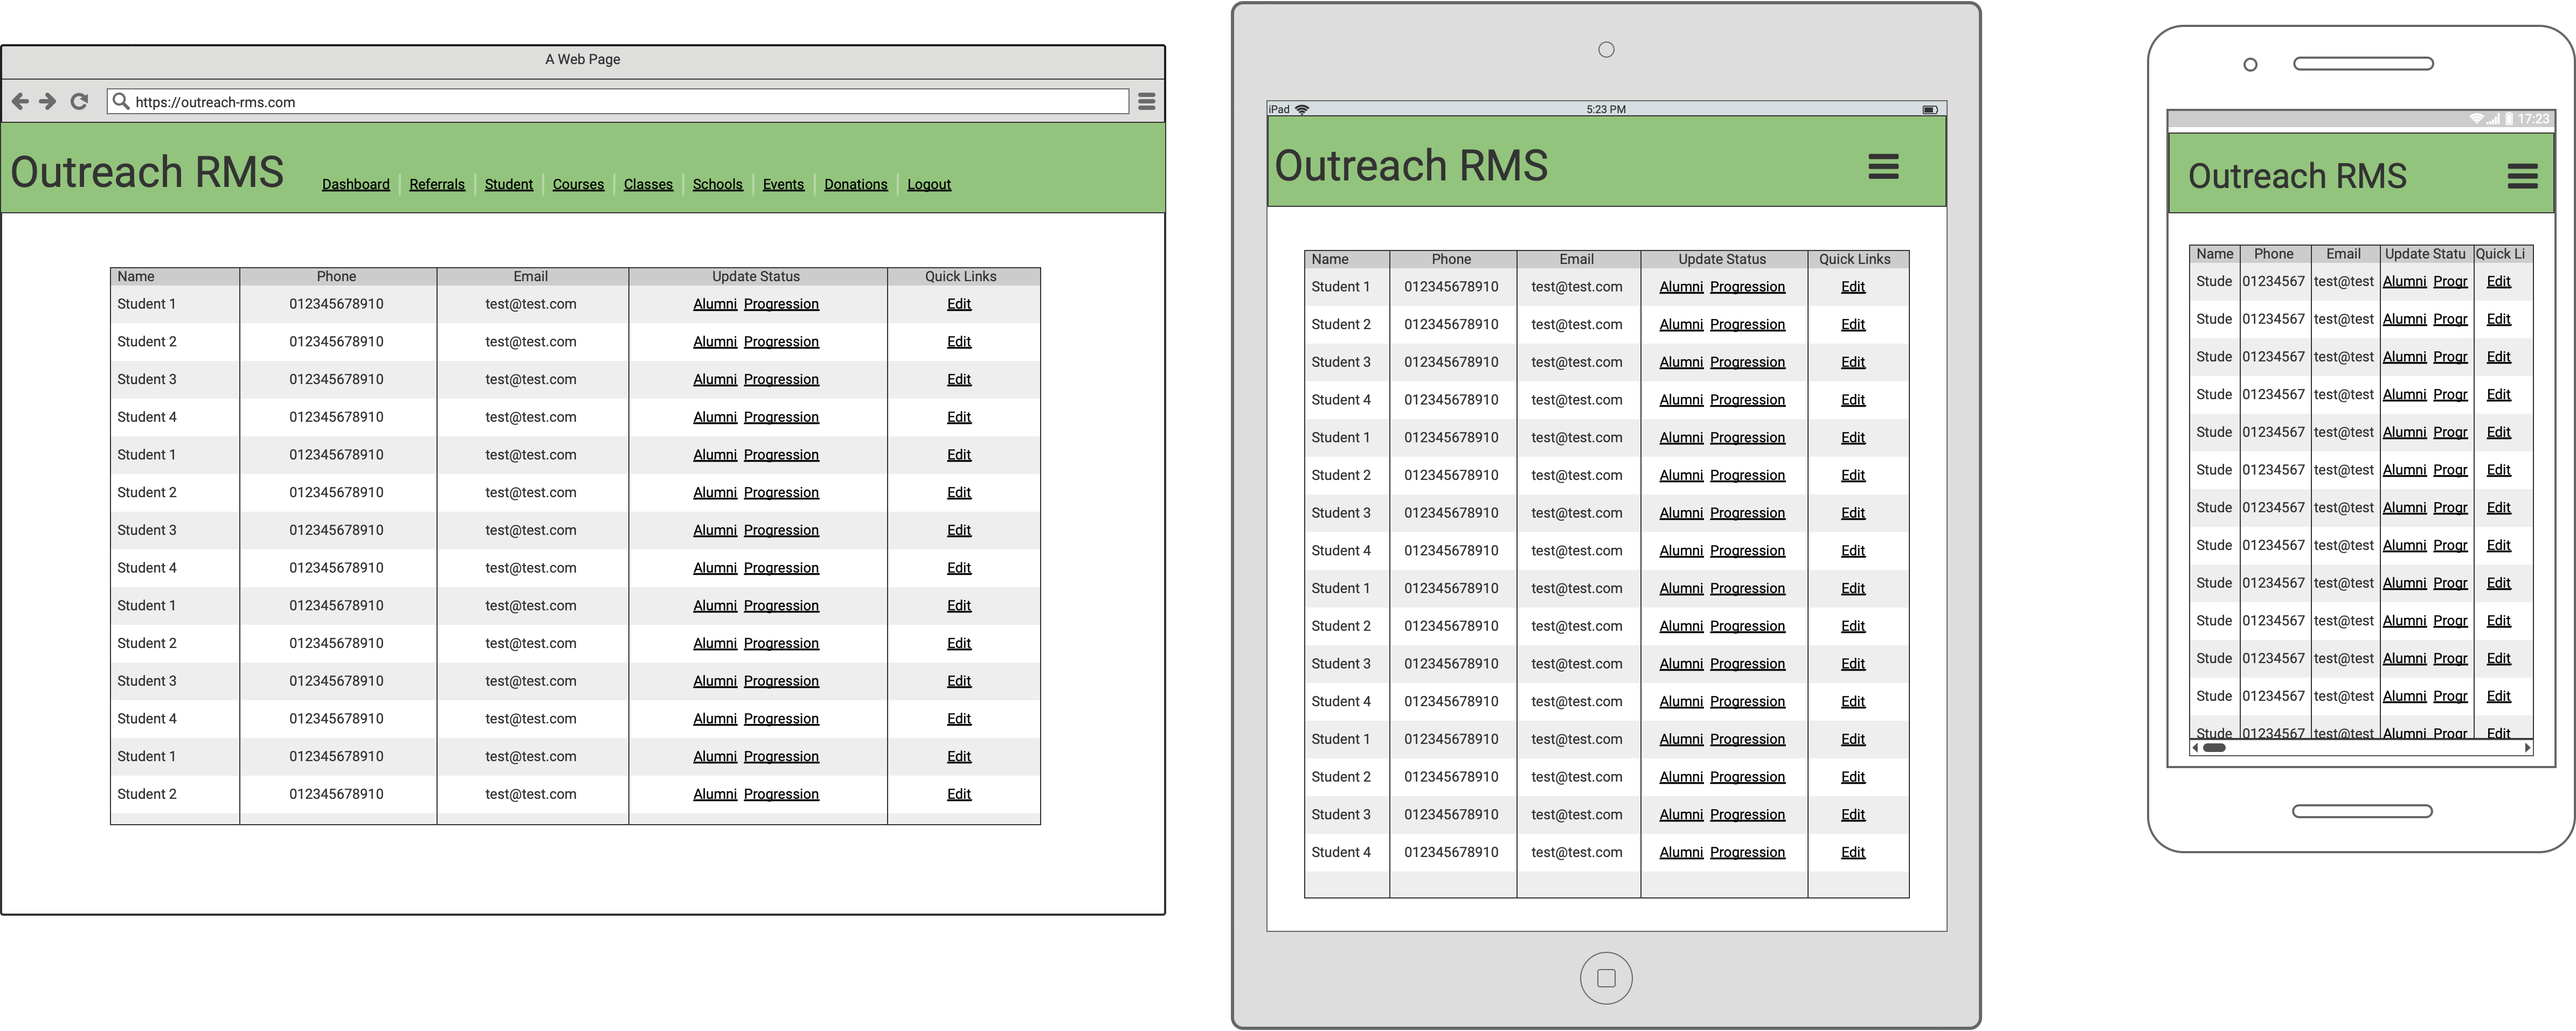 A Web Page
https://outreach-rms.com
Outreach RMS
Dashboard Referrals Student Courses Classes Schools Events Donations Logout
Name Phone Email Update Status Quick Links
Student 1 012345678910 test@test.com Alumni Progression Edit
Student 2 012345678910 test@test.com Alumni Progression Edit
Student 3 012345678910 test@test.com Alumni Progression Edit
Student 4 012345678910 test@test.com Alumni Progression Edit
Student 1 012345678910 test@test.com Alumni Progression Edit
Student 2 012345678910 test@test.com Alumni Progression Edit
Student 3 012345678910 test@test.com Alumni Progression Edit
Student 4 012345678910 test@test.com Alumni Progression Edit
Student 1 012345678910 test@test.com Alumni Progression Edit
Student 2 012345678910 test@test.com Alumni Progression Edit
Student 3 012345678910 test@test.com Alumni Progression Edit
Student 4 012345678910 test@test.com Alumni Progression Edit
Student 1 012345678910 test@test.com Alumni Progression Edit
Student 2 012345678910 test@test.com Alumni Progression Edit
iPad 5:23 PM
Outreach RMS
Name Phone Email Update Status Quick Links
Student 1 012345678910 test@test.com Alumni Progression Edit
Student 2 012345678910 test@test.com Alumni Progression Edit
Student 3 012345678910 test@test.com Alumni Progression Edit
Student 4 012345678910 test@test.com Alumni Progression Edit
Student 1 012345678910 test@test.com Alumni Progression Edit
Student 2 012345678910 test@test.com Alumni Progression Edit
Student 3 012345678910 test@test.com Alumni Progression Edit
Student 4 012345678910 test@test.com Alumni Progression Edit
Student 1 012345678910 test@test.com Alumni Progression Edit
Student 2 012345678910 test@test.com Alumni Progression Edit
Student 3 012345678910 test@test.com Alumni Progression Edit
Student 4 012345678910 test@test.com Alumni Progression Edit
Student 1 012345678910 test@test.com Alumni Progression Edit
Student 2 012345678910 test@test.com Alumni Progression Edit
Student 3 012345678910 test@test.com Alumni Progression Edit
Student 4 012345678910 test@test.com Alumni Progression Edit
17:23
Outreach RMS
Name Phone Email Update Statu Quick Li
Stude 01234567 test@test Alumni Progr Edit
Stude 01234567 test@test Alumni Progr Edit
Stude 01234567 test@test Alumni Progr Edit
Stude 01234567 test@test Alumni Progr Edit
Stude 01234567 test@test Alumni Progr Edit
Stude 01234567 test@test Alumni Progr Edit
Stude 01234567 test@test Alumni Progr Edit
Stude 01234567 test@test Alumni Progr Edit
Stude 01234567 test@test Alumni Progr Edit
Stude 01234567 test@test Alumni Progr Edit
Stude 01234567 test@test Alumni Progr Edit
Stude 01234567 test@test Alumni Progr Edit
Stude 01234567 test@test Alumni Progr Edit